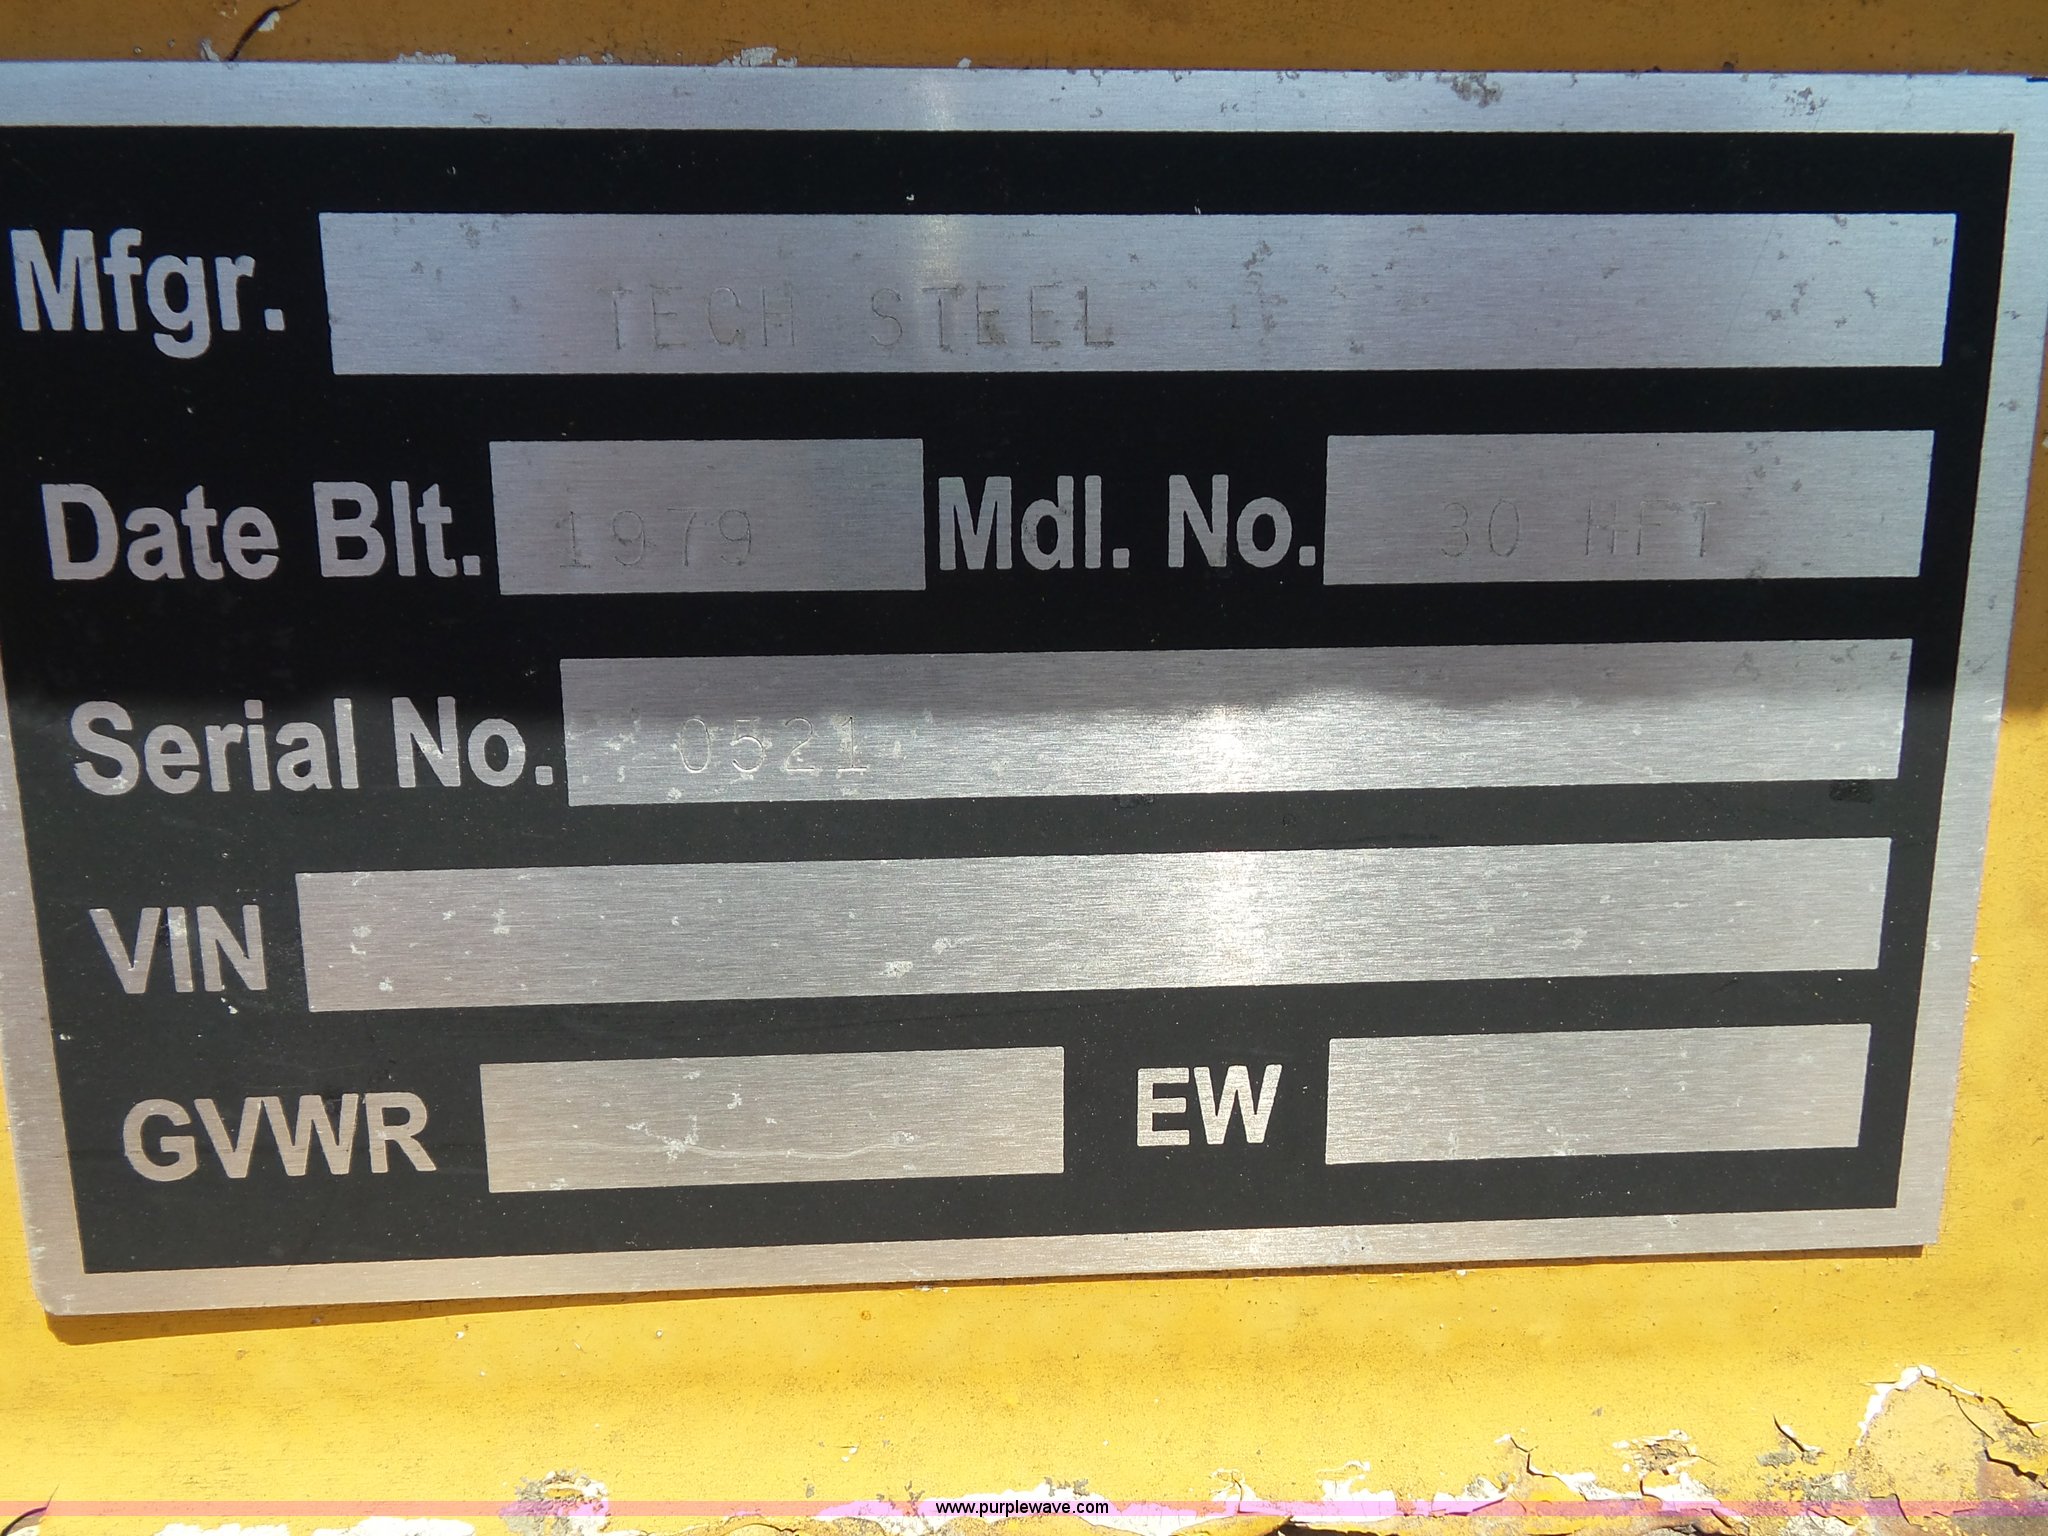 Mfgr. TECH STEEL
Date Blt. 1979 Mdl. No. 30 HFT
Serial No. 0521
VIN
GVWR EW
www.purplewave.com